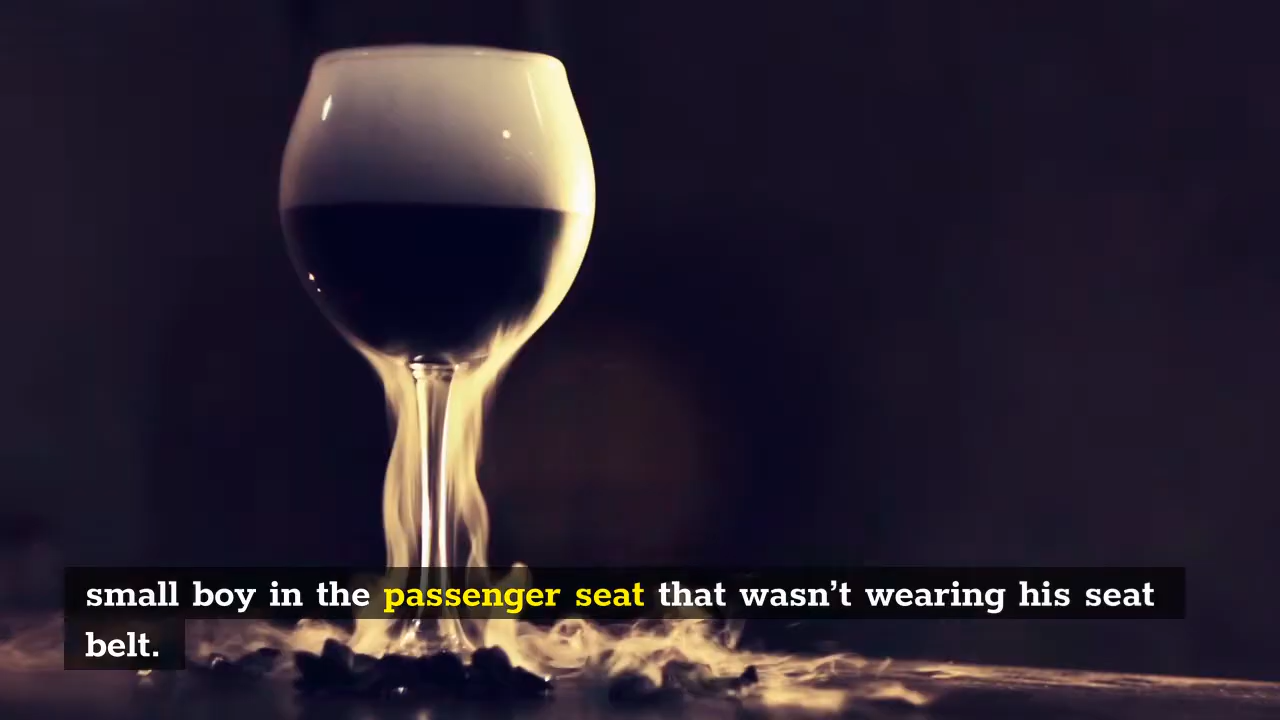 small boy in the passenger seat that wasn’t wearing his seat
belt.